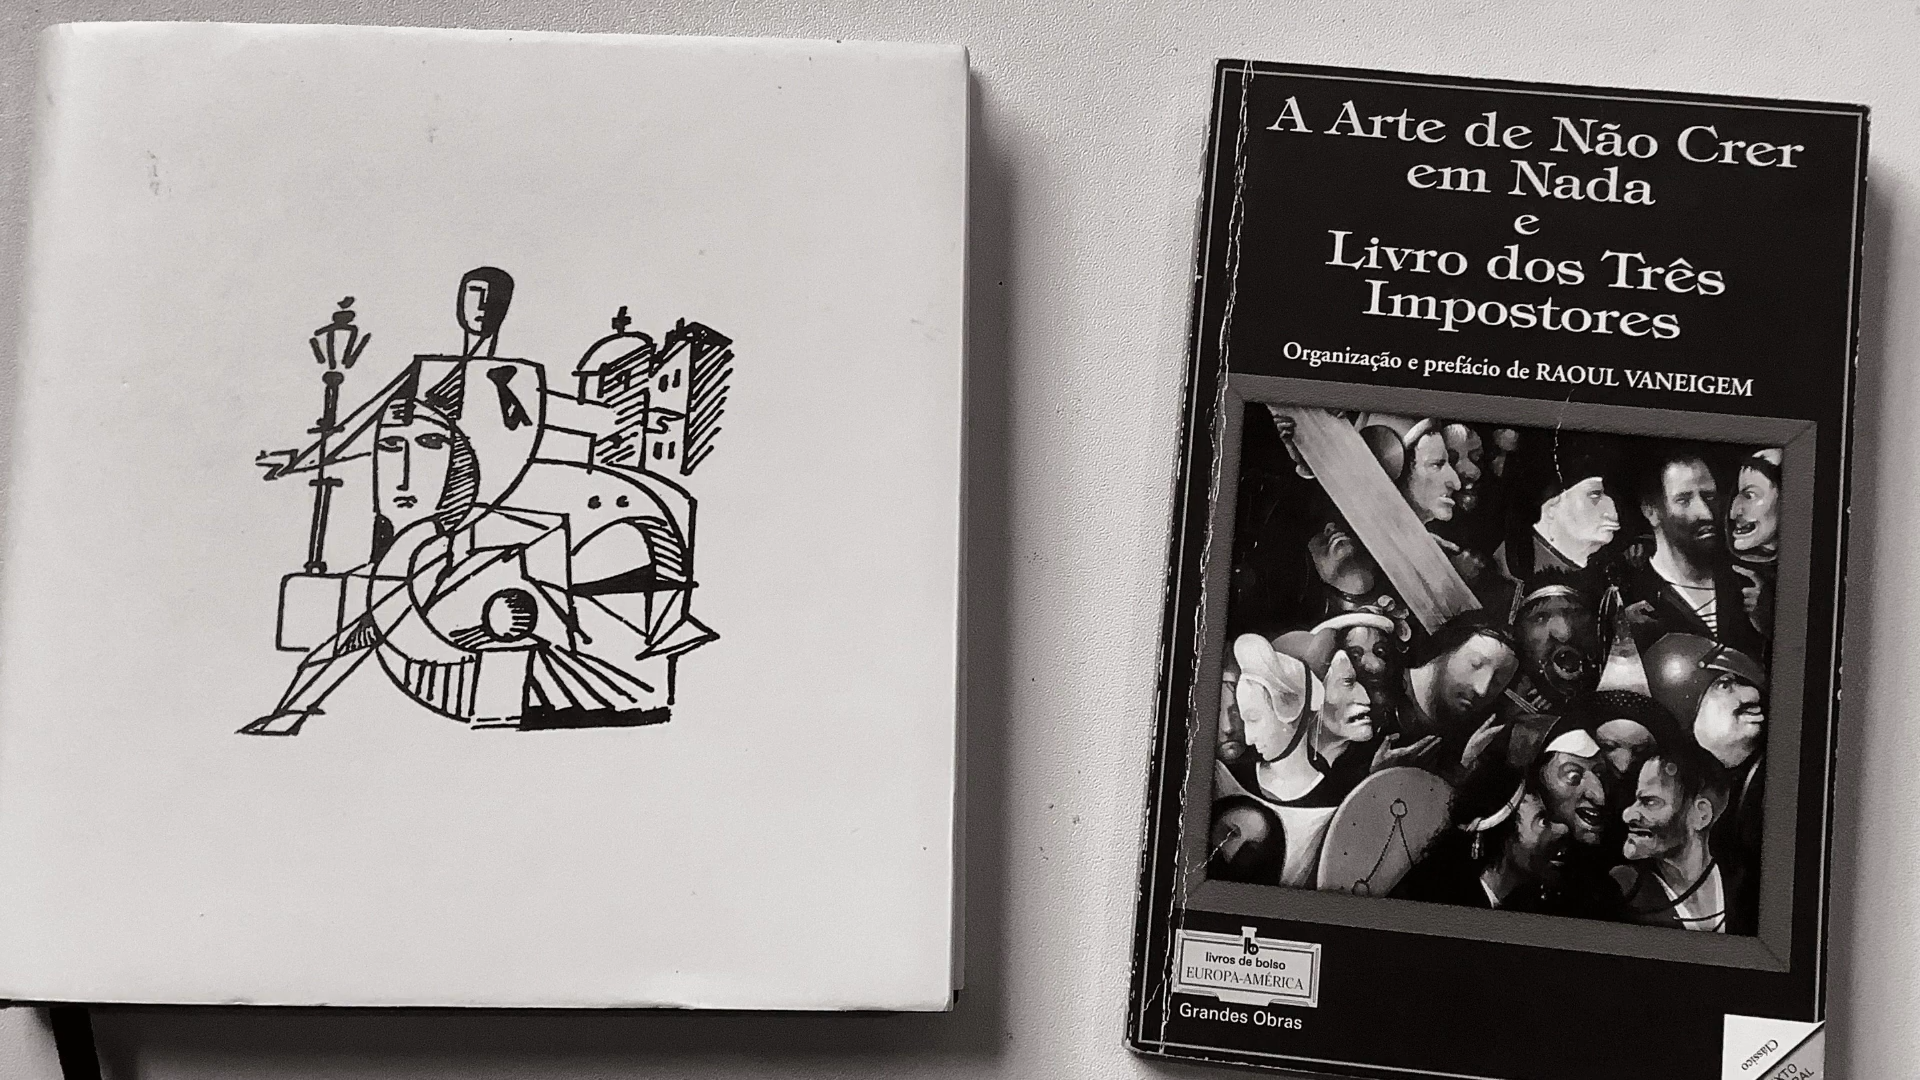 A Arte de Não Crer
em Nada
e
Livro dos Três
Impostores
Organização e prefácio de RAOUL VANEIGEM
lb
livros de bolso
EUROPA-AMÉRICA
Grandes Obras
Clássico